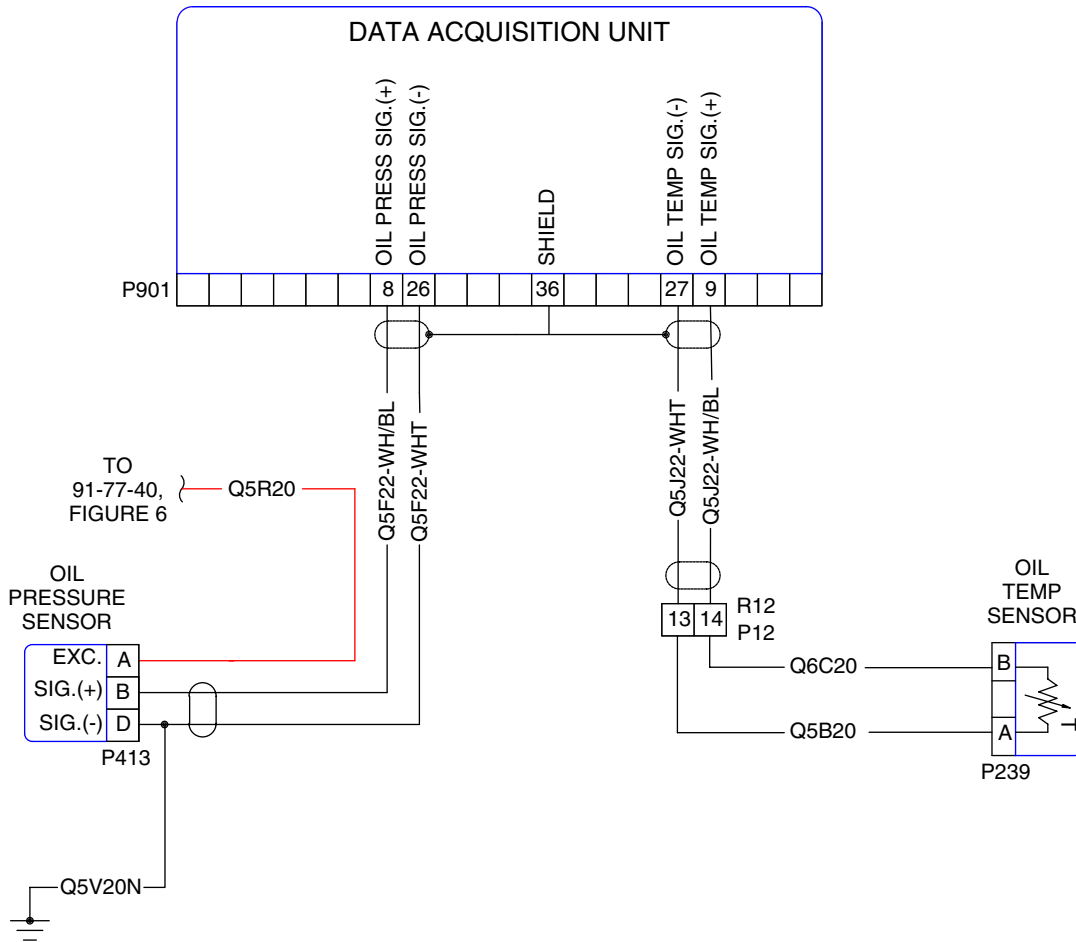 DATA ACQUISITION UNIT
OIL PRESS SIG.(+)
OIL PRESS SIG.(-)
SHIELD
OIL TEMP SIG.(-)
OIL TEMP SIG.(+)
P901
8 26 36 27 9
Q5F22-WH/BL
Q5F22-WHT
Q5J22-WHT
Q5J22-WH/BL
TO
91-77-40,
FIGURE 6
Q5R20
OIL
PRESSURE
SENSOR
EXC. A
SIG.(+) B
SIG.(-) D
P413
Q5V20N
13 14
R12
P12
Q6C20
Q5B20
OIL
TEMP
SENSOR
B
A
T
P239